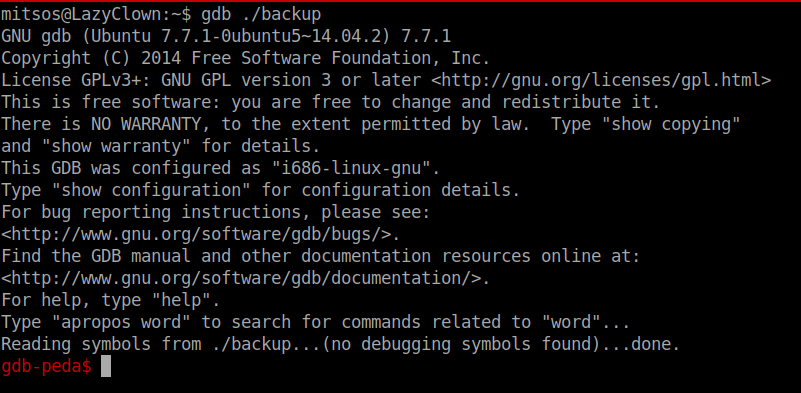 mitsos@LazyClown:~$ gdb ./backup
GNU gdb (Ubuntu 7.7.1-0ubuntu5~14.04.2) 7.7.1
Copyright (C) 2014 Free Software Foundation, Inc.
License GPLv3+: GNU GPL version 3 or later <http://gnu.org/licenses/gpl.html>
This is free software: you are free to change and redistribute it.
There is NO WARRANTY, to the extent permitted by law.  Type "show copying"
and "show warranty" for details.
This GDB was configured as "i686-linux-gnu".
Type "show configuration" for configuration details.
For bug reporting instructions, please see:
<http://www.gnu.org/software/gdb/bugs/>.
Find the GDB manual and other documentation resources online at:
<http://www.gnu.org/software/gdb/documentation/>.
For help, type "help".
Type "apropos word" to search for commands related to "word"...
Reading symbols from ./backup...(no debugging symbols found)...done.
gdb-peda$